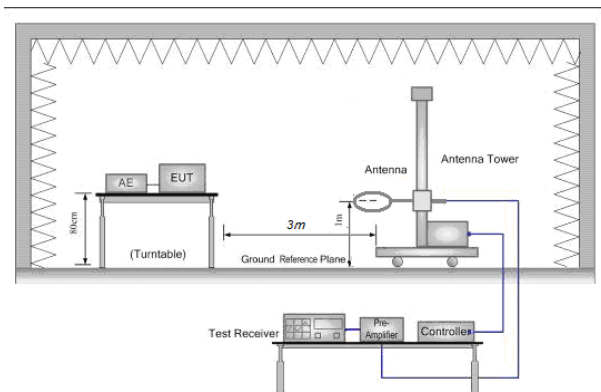 Antenna Tower
Antenna
EUT
AE
80cm
3m
1m
(Turntable)
Ground Reference Plane
Test Receiver
Pre-
Amplifier
Controller